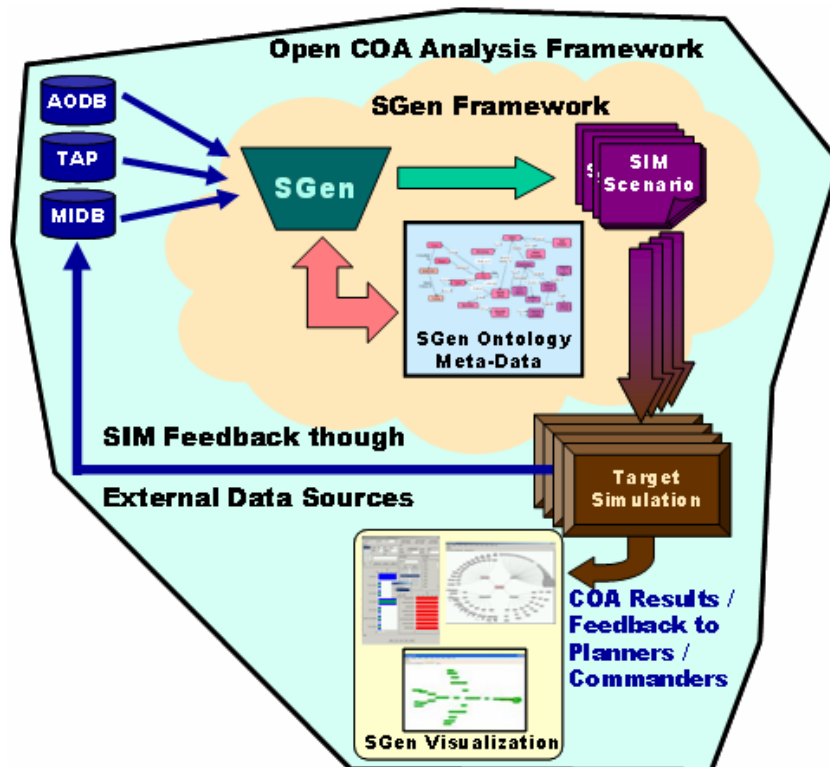 Open COA Analysis Framework
AODB
TAP
MIDB
SGen Framework
SGen
SIM
Scenario
SGen Ontology
Meta-Data
SIM Feedback though
External Data Sources
Target
Simulation
COA Results /
Feedback to
Planners /
Commanders
SGen Visualization